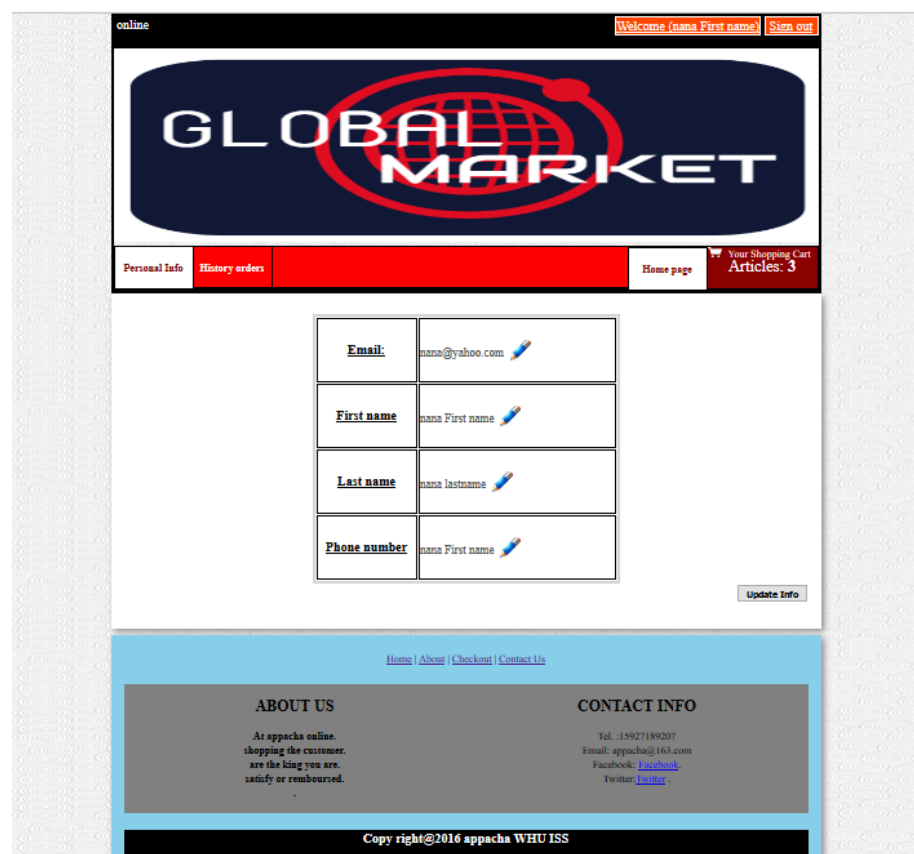 online
Welcome (nana First name) Sign out
GLOBAL
MARKET
Personal Info History orders Home page Your Shopping Cart
Articles: 3
Email: nana@yahoo.com
First name nana First name
Last name nana lastname
Phone number nana First name
Update Info
Home | About | Checkout | Contact Us
ABOUT US
At appacha online.
shopping the customer.
are the king you are.
satisfy or remboursed.
.
CONTACT INFO
Tel. :15927189207
Email: appacha@163.com
Facebook: Facebook.
Twitter:Twitter .
Copy right@2016 appacha WHU ISS